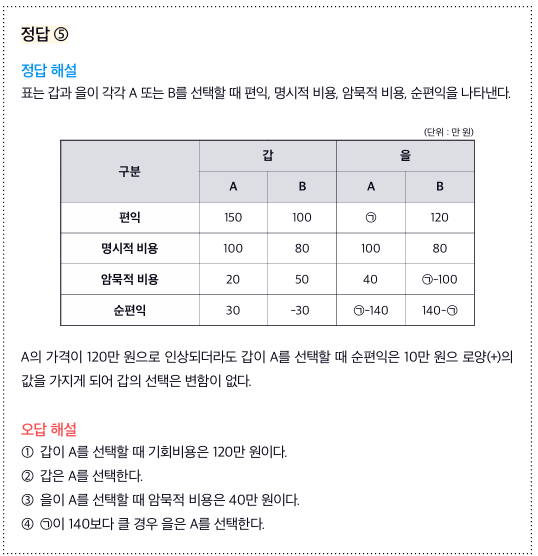 정답 ⑤
정답 해설
표는 갑과 을이 각각 A 또는 B를 선택할 때 편익, 명시적 비용, 암묵적 비용, 순편익을 나타낸다.
(단위 : 만 원)
구분 갑 을
A B A B
편익 150 100 ㉠ 120
명시적 비용 100 80 100 80
암묵적 비용 20 50 40 ㉠-100
순편익 30 -30 ㉠-140 140-㉠
A의 가격이 120만 원으로 인상되더라도 갑이 A를 선택할 때 순편익은 10만 원으 로양(+)의
값을 가지게 되어 갑의 선택은 변함이 없다.
오답 해설
① 갑이 A를 선택할 때 기회비용은 120만 원이다.
② 갑은 A를 선택한다.
③ 을이 A를 선택할 때 암묵적 비용은 40만 원이다.
④ ㉠이 140보다 클 경우 을은 A를 선택한다.